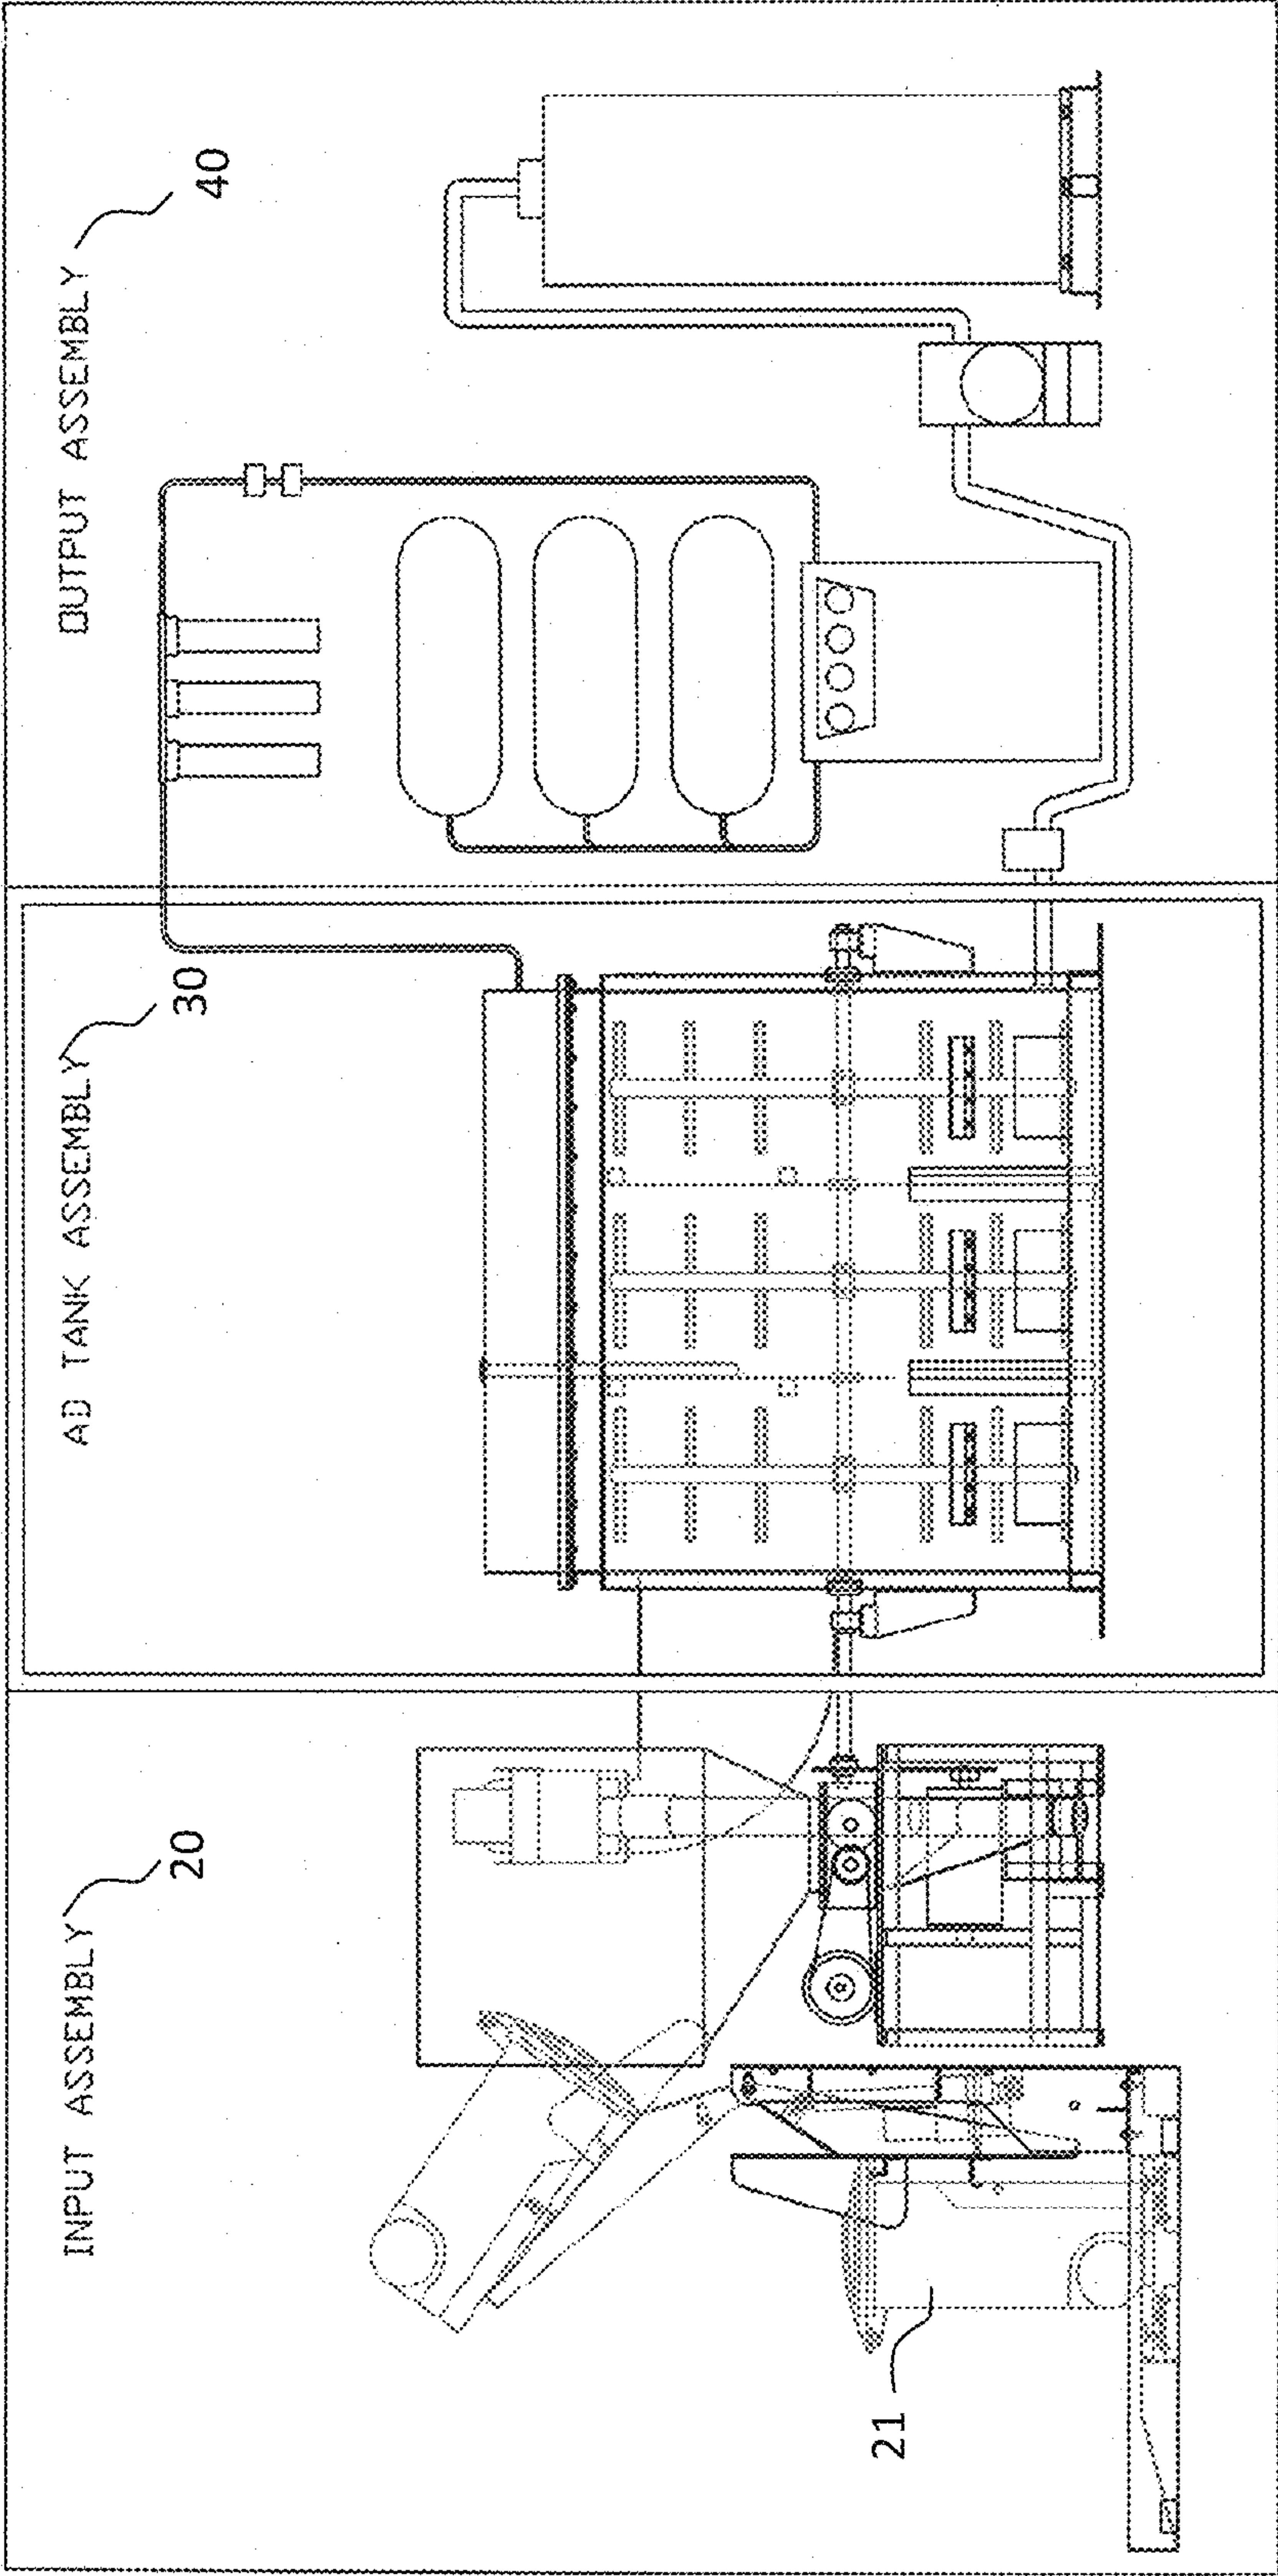 INPUT ASSEMBLY
20
21
AD TANK ASSEMBLY
30
OUTPUT ASSEMBLY
40